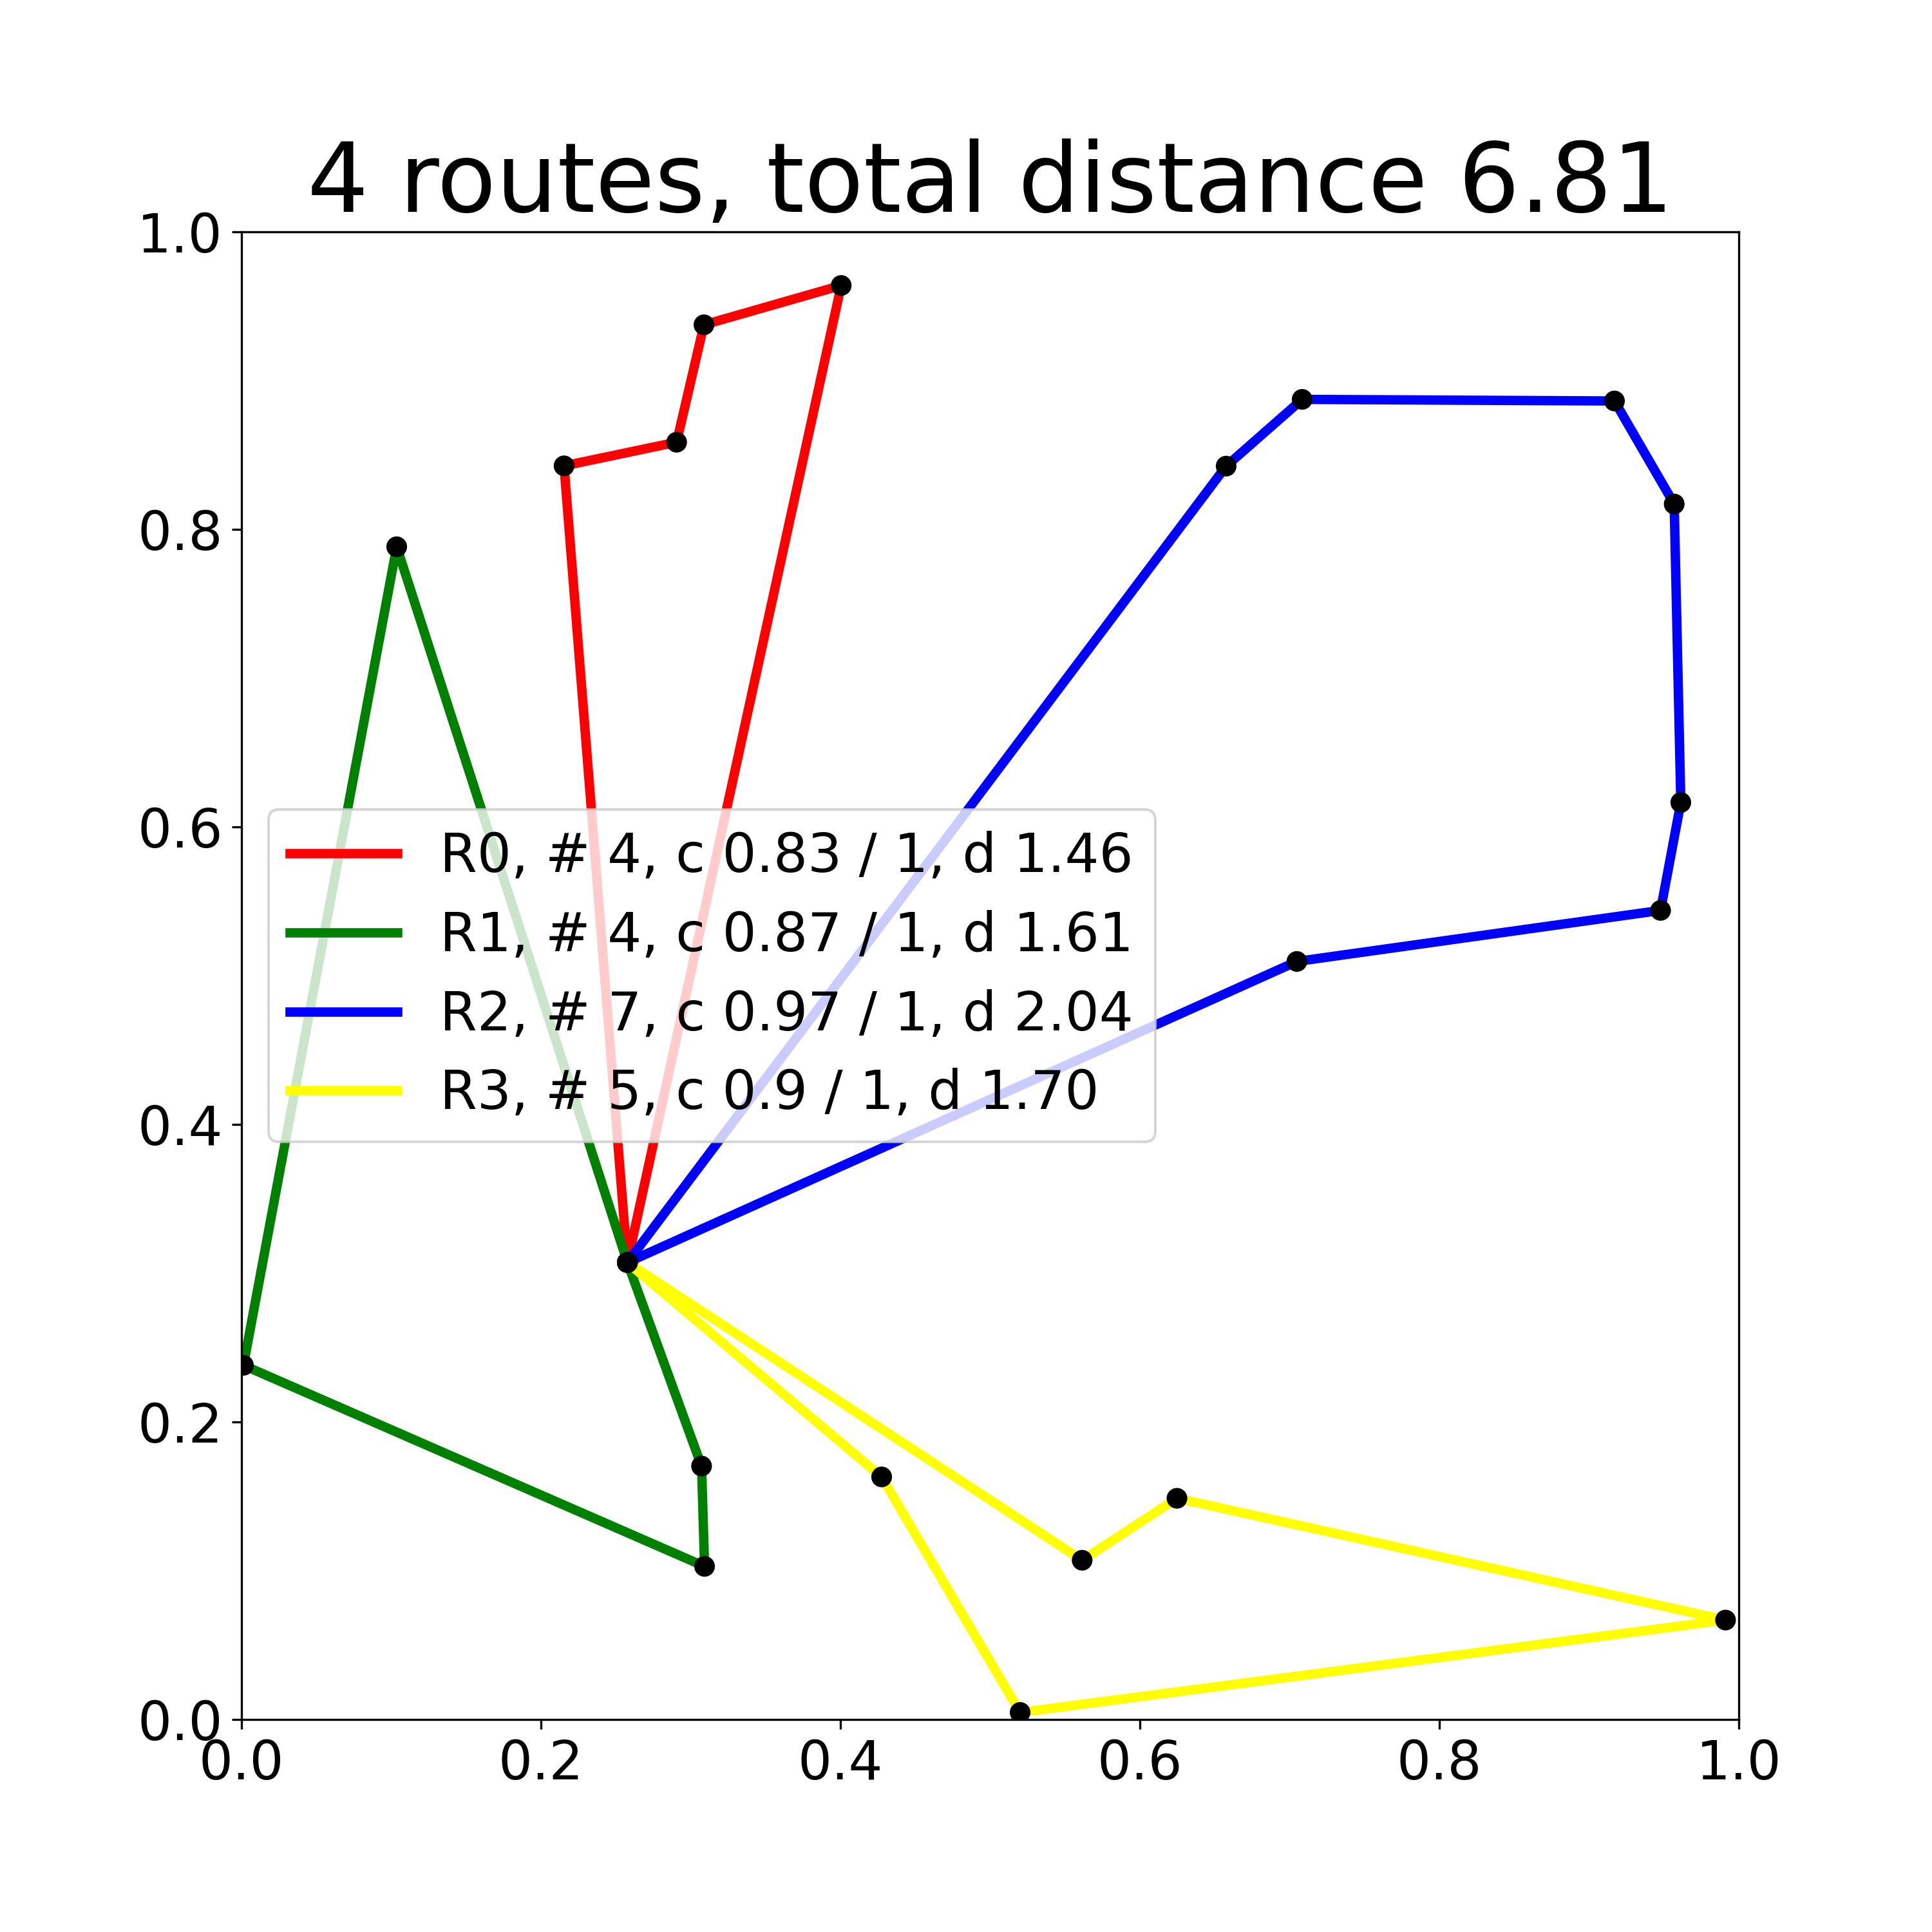 4 routes, total distance 6.81
1.0
0.8
0.6
0.4
0.2
0.0
R0, # 4, c 0.83 / 1, d 1.46
R1, # 4, c 0.87 / 1, d 1.61
R2, # 7, c 0.97 / 1, d 2.04
R3, # 5, c 0.9 / 1, d 1.70
0.0 0.2 0.4 0.6 0.8 1.0